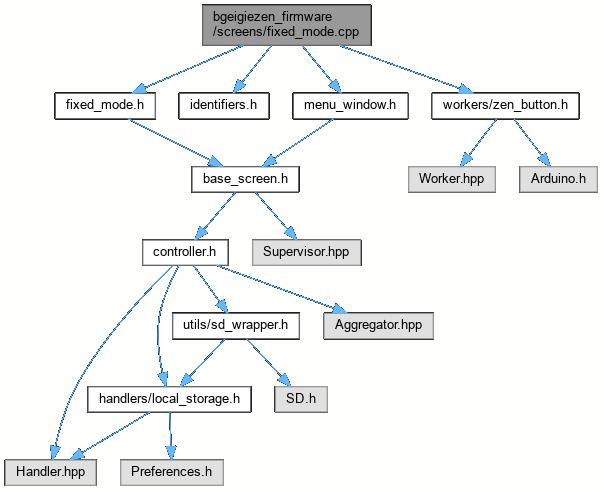 bgeigiezen_firmware
/screens/fixed_mode.cpp
fixed_mode.h
identifiers.h
menu_window.h
workers/zen_button.h
base_screen.h
Worker.hpp
Arduino.h
controller.h
Supervisor.hpp
utils/sd_wrapper.h
Aggregator.hpp
handlers/local_storage.h
SD.h
Handler.hpp
Preferences.h